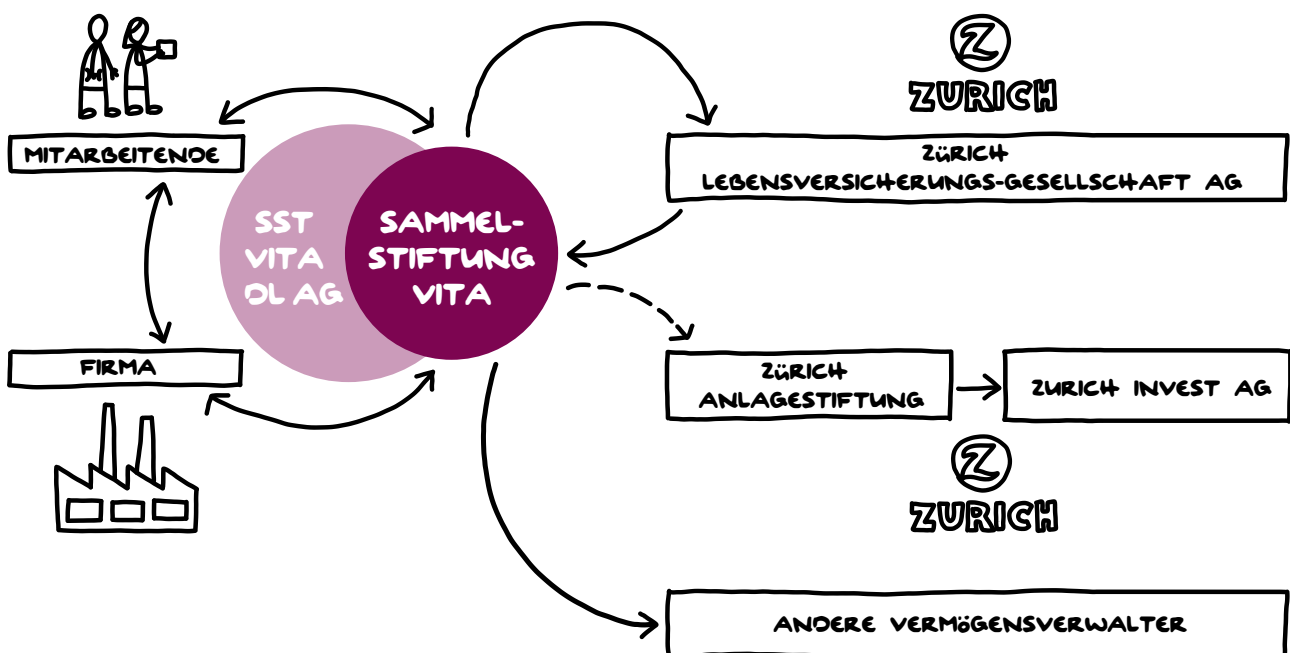 MITARBEITENDE
FIRMA
SST
VITA
DL AG
SAMMEL-
STIFTUNG
VITA
Z
ZURICH
ZÜRICH
LEBENSVERSICHERUNGS-GESELLSCHAFT AG
ZÜRICH
ANLAGESTIFTUNG
ZURICH INVEST AG
Z
ZURICH
ANDERE VERMÖGENSVERWALTER